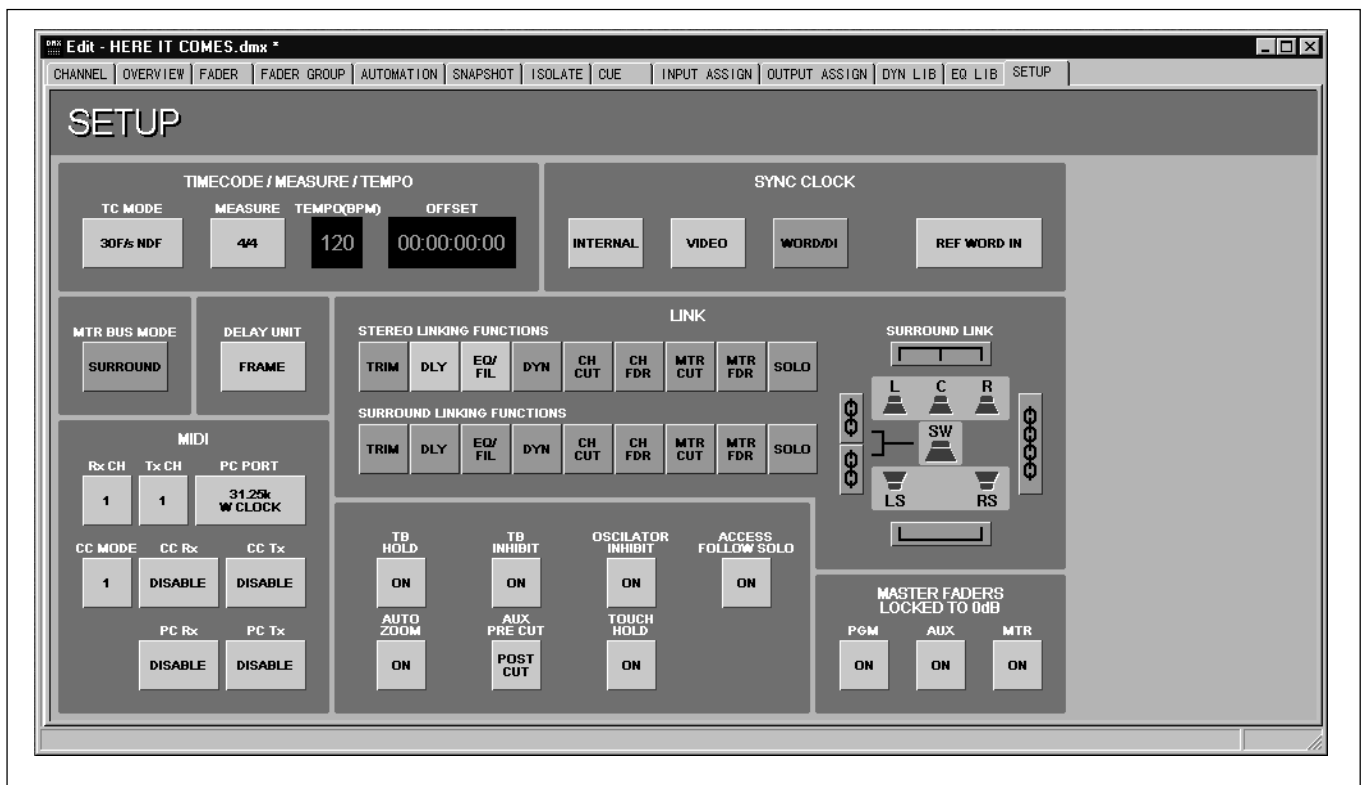 DMX Edit - HERE IT COMES.dmx *
CHANNEL OVERVIEW FADER FADER GROUP AUTOMATION SNAPSHOT ISOLATE CUE INPUT ASSIGN OUTPUT ASSIGN DYN LIB EQ LIB SETUP
SETUP
TIMECODE / MEASURE / TEMPO
TC MODE MEASURE TEMPO(BPM) OFFSET
30F/s NDF 4/4 120 00:00:00:00
SYNC CLOCK
INTERNAL VIDEO WORD/DI REF WORD IN
MTR BUS MODE
SURROUND
DELAY UNIT
FRAME
LINK
STEREO LINKING FUNCTIONS
TRIM DLY EQ/ FIL DYN CH CUT CH FDR MTR CUT MTR FDR SOLO
SURROUND LINKING FUNCTIONS
TRIM DLY EQ/ FIL DYN CH CUT CH FDR MTR CUT MTR FDR SOLO
SURROUND LINK
L C R
SW
LS RS
MIDI
Rx CH Tx CH PC PORT
1 1 31.25k W CLOCK
CC MODE CC Rx CC Tx
1 DISABLE DISABLE
PC Rx PC Tx
DISABLE DISABLE
TB HOLD TB INHIBIT OSCILATOR INHIBIT ACCESS FOLLOW SOLO
ON ON ON ON
AUTO ZOOM AUX PRE CUT TOUCH HOLD
ON POST CUT ON
MASTER FADERS
LOCKED TO 0dB
PGM AUX MTR
ON ON ON